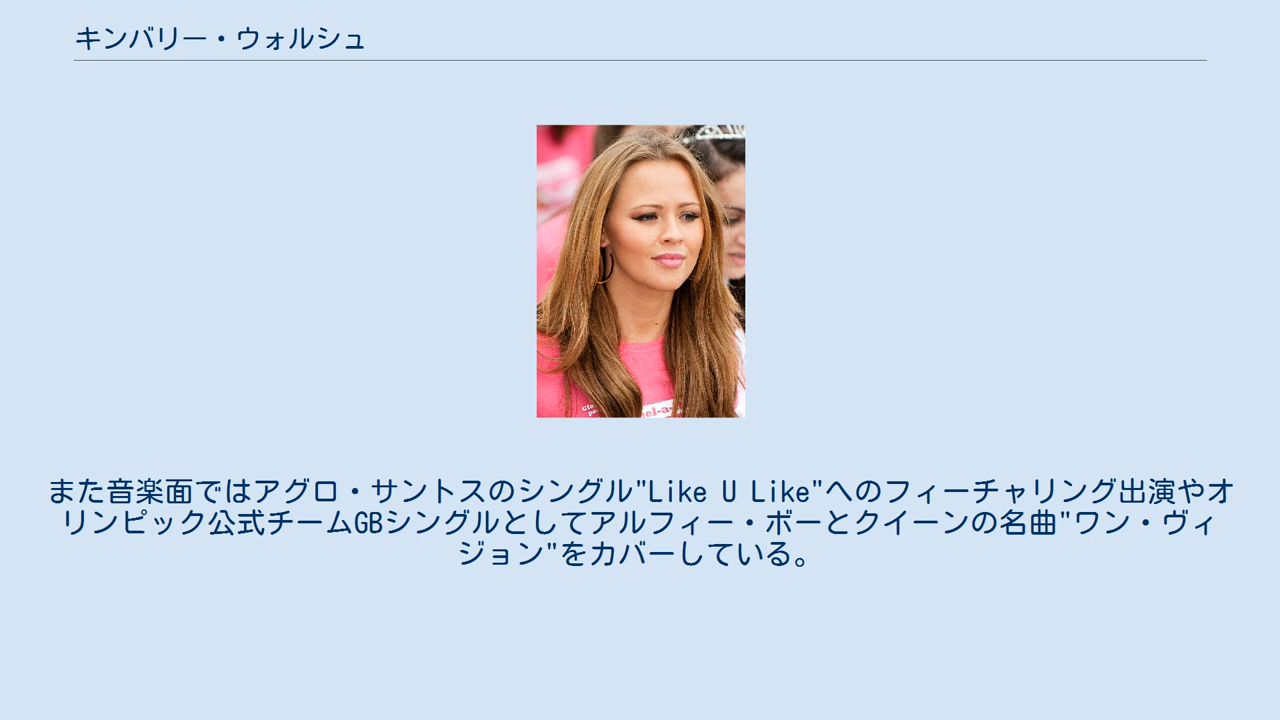 キンバリー・ウォルシュ
また音楽面ではアグロ・サントスのシングル"Like U Like"へのフィーチャリング出演やオ
リンピック公式チームGBシングルとしてアルフィー・ボーとクイーンの名曲"ワン・ヴィ
ジョン"をカバーしている。